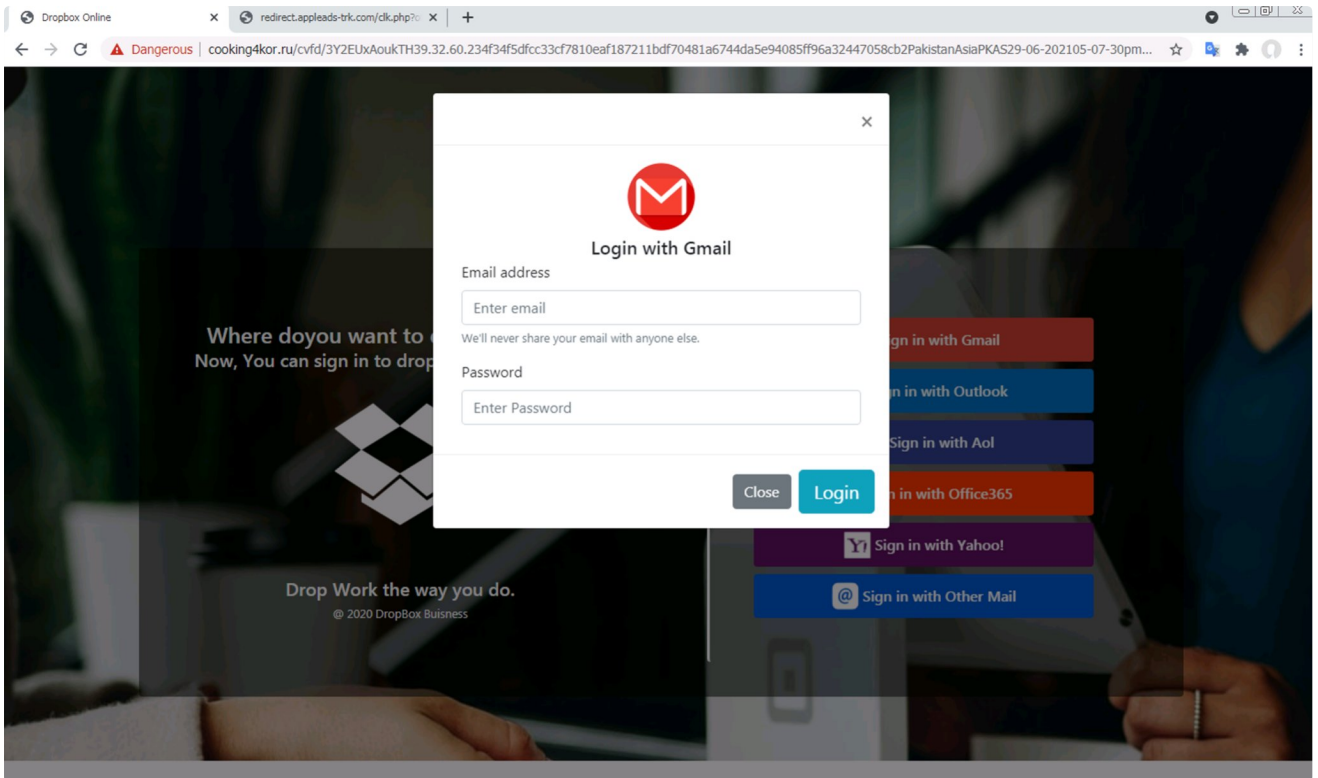 Dropbox Online
redirect.appleads-trk.com/clk.php?c
Dangerous | cooking4kor.ru/cvfd/3Y2EUxAoukTH39.32.60.234f34f5dfcc33cf7810eaf187211bdf70481a6744da5e94085ff96a32447058cb2PakistanAsiaPKAS29-06-202105-07-30pm...
Login with Gmail
Email address
Enter email
We'll never share your email with anyone else.
Password
Enter Password
Close
Login
Where doyou want to
Now, You can sign in to drop
Drop Work the way you do.
@ 2020 DropBox Buisness
gn in with Gmail
n in with Outlook
Sign in with Aol
n in with Office365
Sign in with Yahoo!
@ Sign in with Other Mail